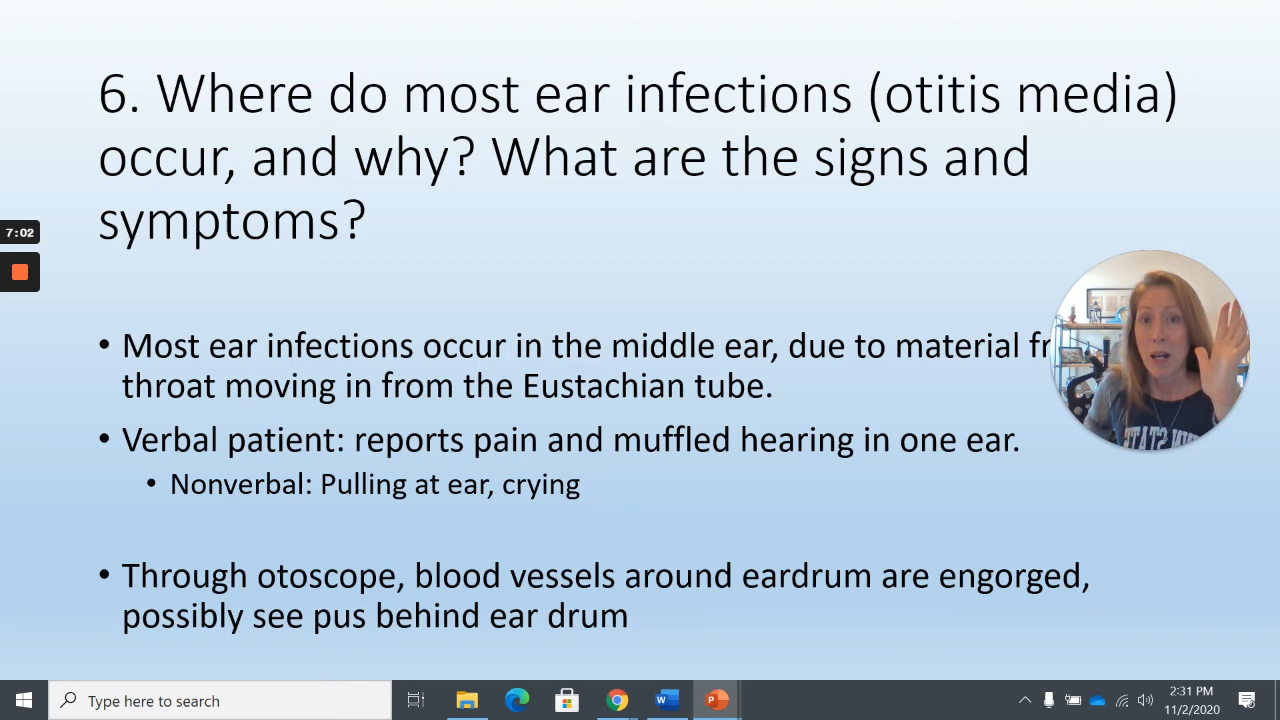 6. Where do most ear infections (otitis media)
occur, and why? What are the signs and
symptoms?
7:02
• Most ear infections occur in the middle ear, due to material
throat moving in from the Eustachian tube.
• Verbal patient: reports pain and muffled hearing in one ear.
• Nonverbal: Pulling at ear, crying
• Through otoscope, blood vessels around eardrum are engorged,
possibly see pus behind ear drum
Type here to search
2:31 PM
11/2/2020